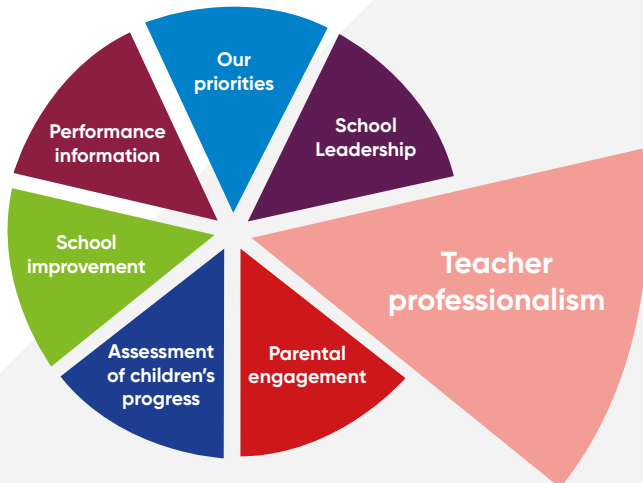 Our
priorities
School
Leadership
Teacher
professionalism
Parental
engagement
Assessment
of children's
progress
School
improvement
Performance
information